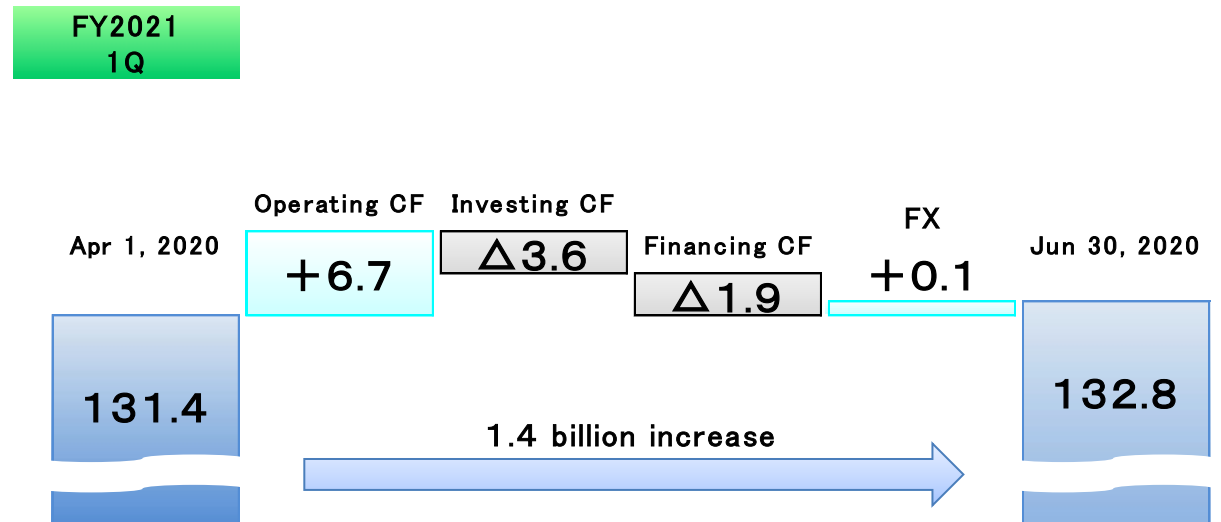 FY2021
1Q
Operating CF
Investing CF
FX
Apr 1, 2020
Financing CF
Jun 30, 2020
＋6.7
△3.6
△1.9
＋0.1
131.4
132.8
1.4 billion increase